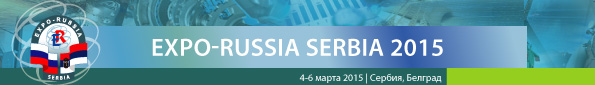 EXPO-RUSSIA
SERBIA
EXPO-RUSSIA SERBIA 2015
4-6 марта 2015 | Сербия, Белград